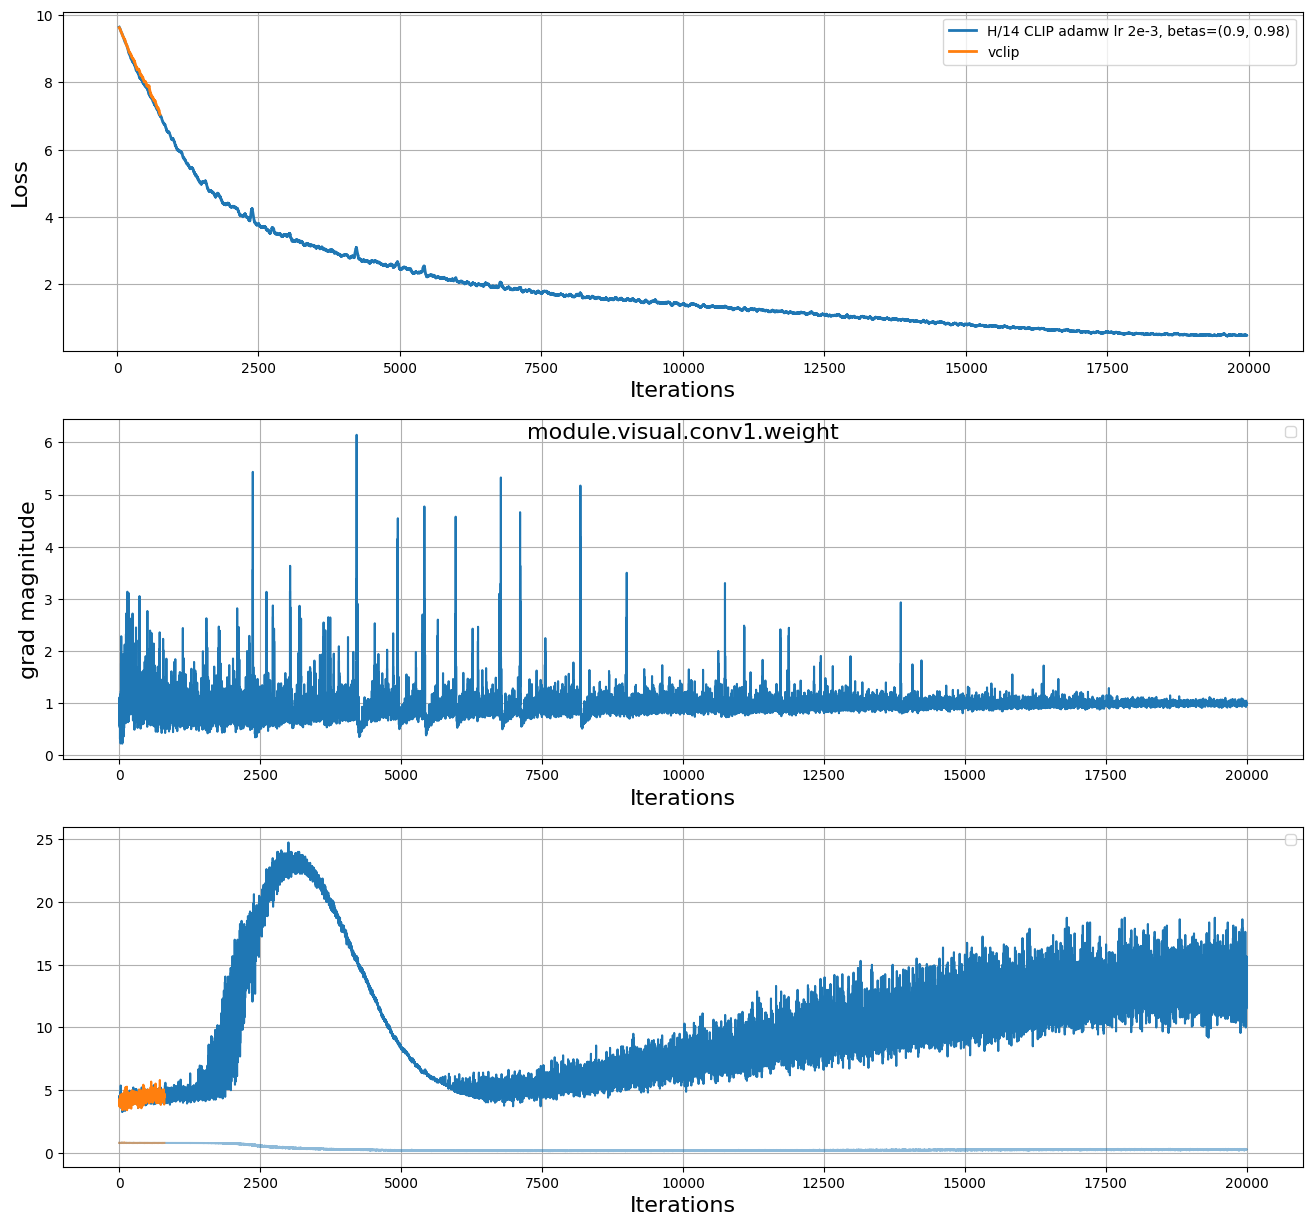 10
8
6
4
2
Loss
H/14 CLIP adamw lr 2e-3, betas=(0.9, 0.98)
vclip
0 2500 5000 7500 10000 12500 15000 17500 20000
Iterations
module.visual.conv1.weight
6
5
4
3
2
1
0
grad magnitude
0 2500 5000 7500 10000 12500 15000 17500 20000
Iterations
25
20
15
10
5
0
0 2500 5000 7500 10000 12500 15000 17500 20000
Iterations